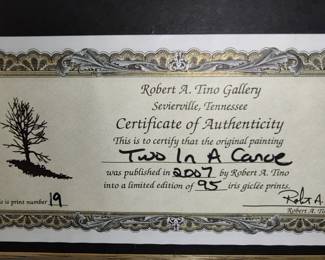 Robert A. Tino Gallery
Sevierville, Tennessee
Certificate of Authenticity
This is to certify that the original painting
Two In A Canoe
was published in 2007 by Robert A. Tino
into a limited edition of 95 iris giclée prints.
e is print number 19
Robert A.
Robert A. Tino